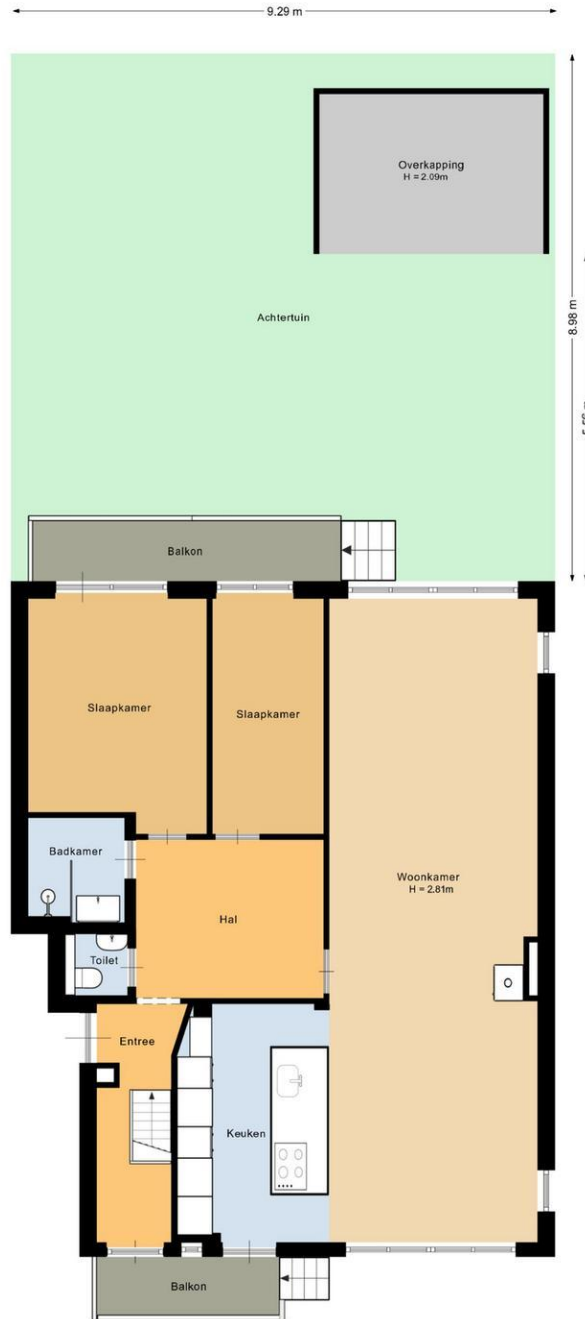 9.29 m
Overkapping
H = 2.09m
8.98 m
Achtertuin
Balkon
Slaapkamer
Slaapkamer
Badkamer
Woonkamer
H = 2.81m
Hal
Toilet
Entree
Keuken
Balkon